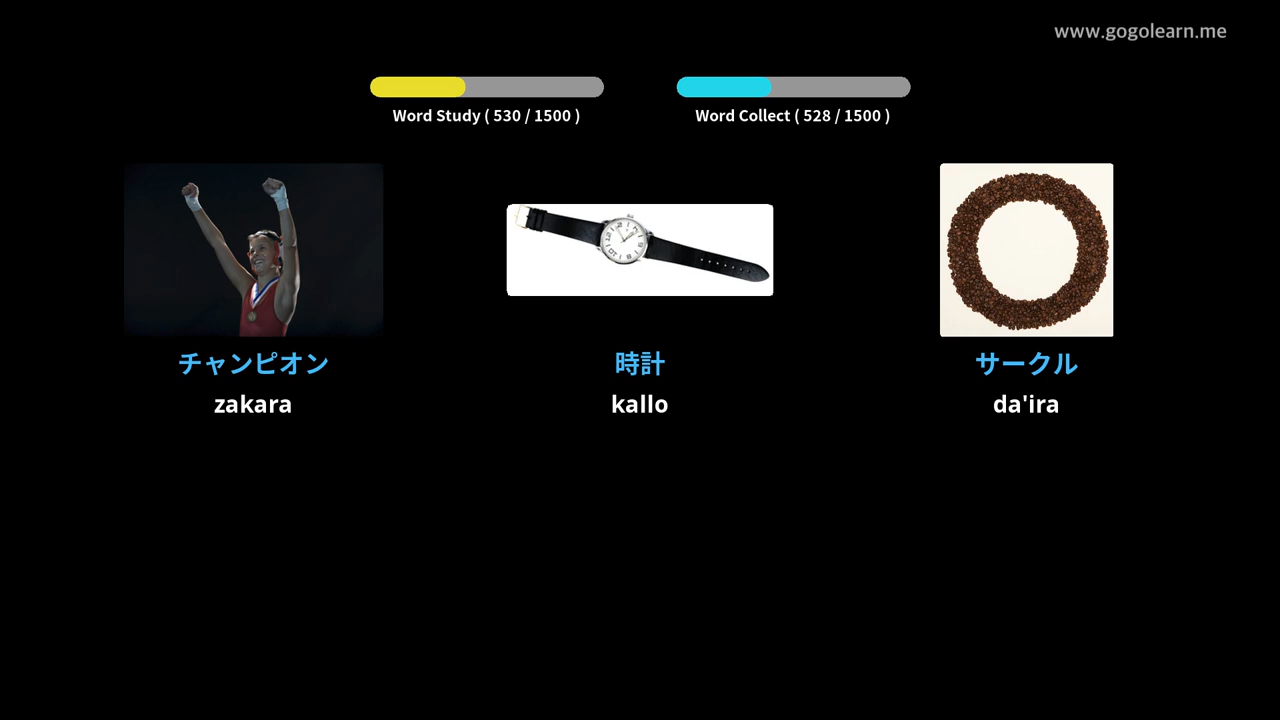 www.gogolearn.me
Word Study ( 530 / 1500 )
Word Collect ( 528 / 1500 )
チャンピオン
zakara
時計
kallo
サークル
da'ira